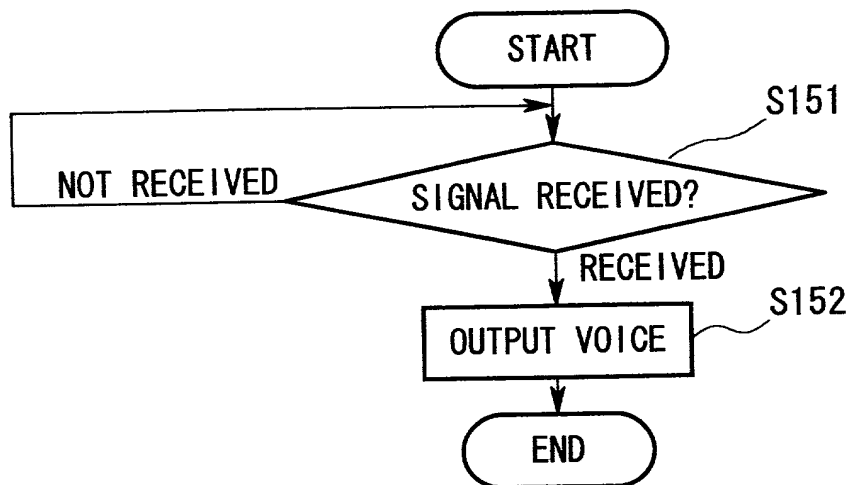 START
S151
NOT RECEIVED
SIGNAL RECEIVED?
RECEIVED
S152
OUTPUT VOICE
END